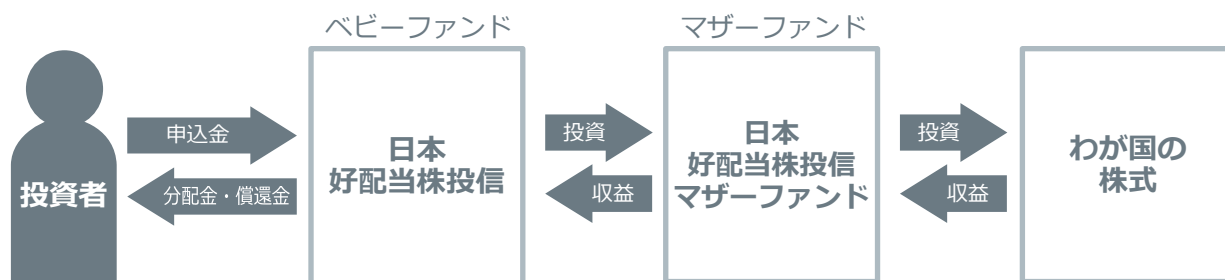 ベビーファンド
マザーファンド
投資者
申込金
分配金・償還金
日本
好配当株投信
投資
収益
日本
好配当株投信
マザーファンド
投資
収益
わが国の
株式